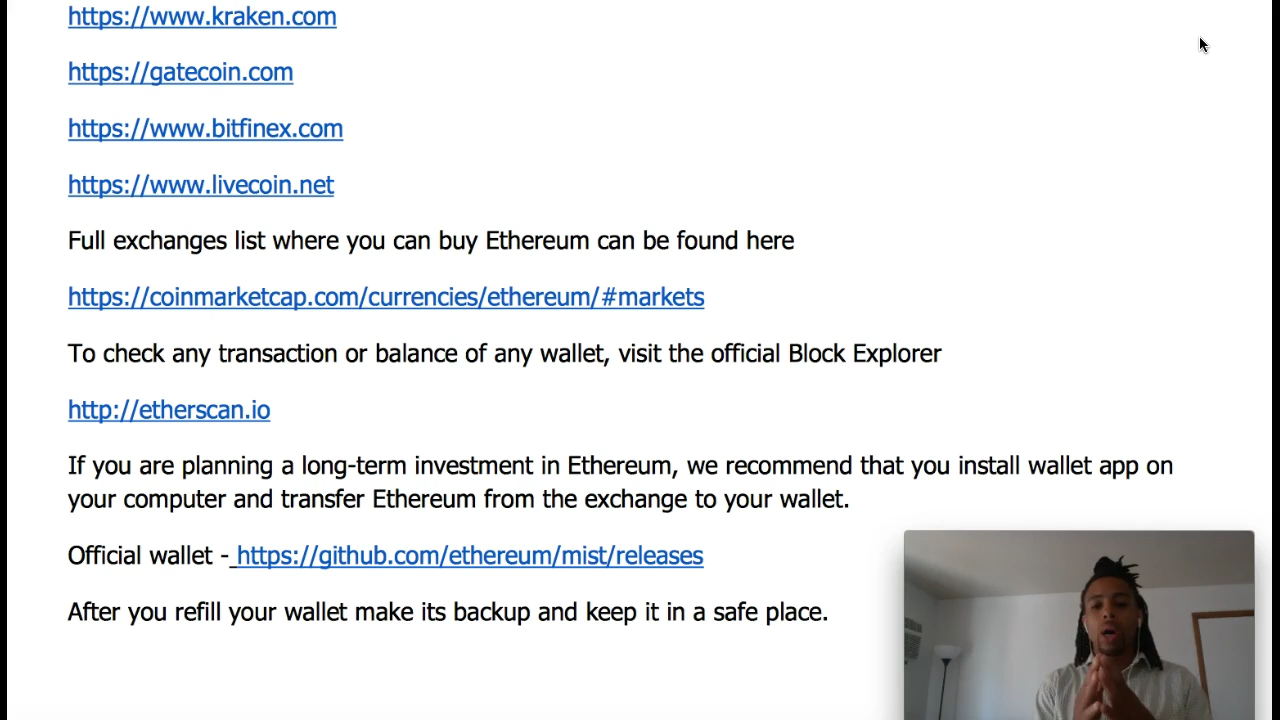 https://www.kraken.com
https://gatecoin.com
https://www.bitfinex.com
https://www.livecoin.net
Full exchanges list where you can buy Ethereum can be found here
https://coinmarketcap.com/currencies/ethereum/#markets
To check any transaction or balance of any wallet, visit the official Block Explorer
http://etherscan.io
If you are planning a long-term investment in Ethereum, we recommend that you install wallet app on
your computer and transfer Ethereum from the exchange to your wallet.
Official wallet - https://github.com/ethereum/mist/releases
After you refill your wallet make its backup and keep it in a safe place.